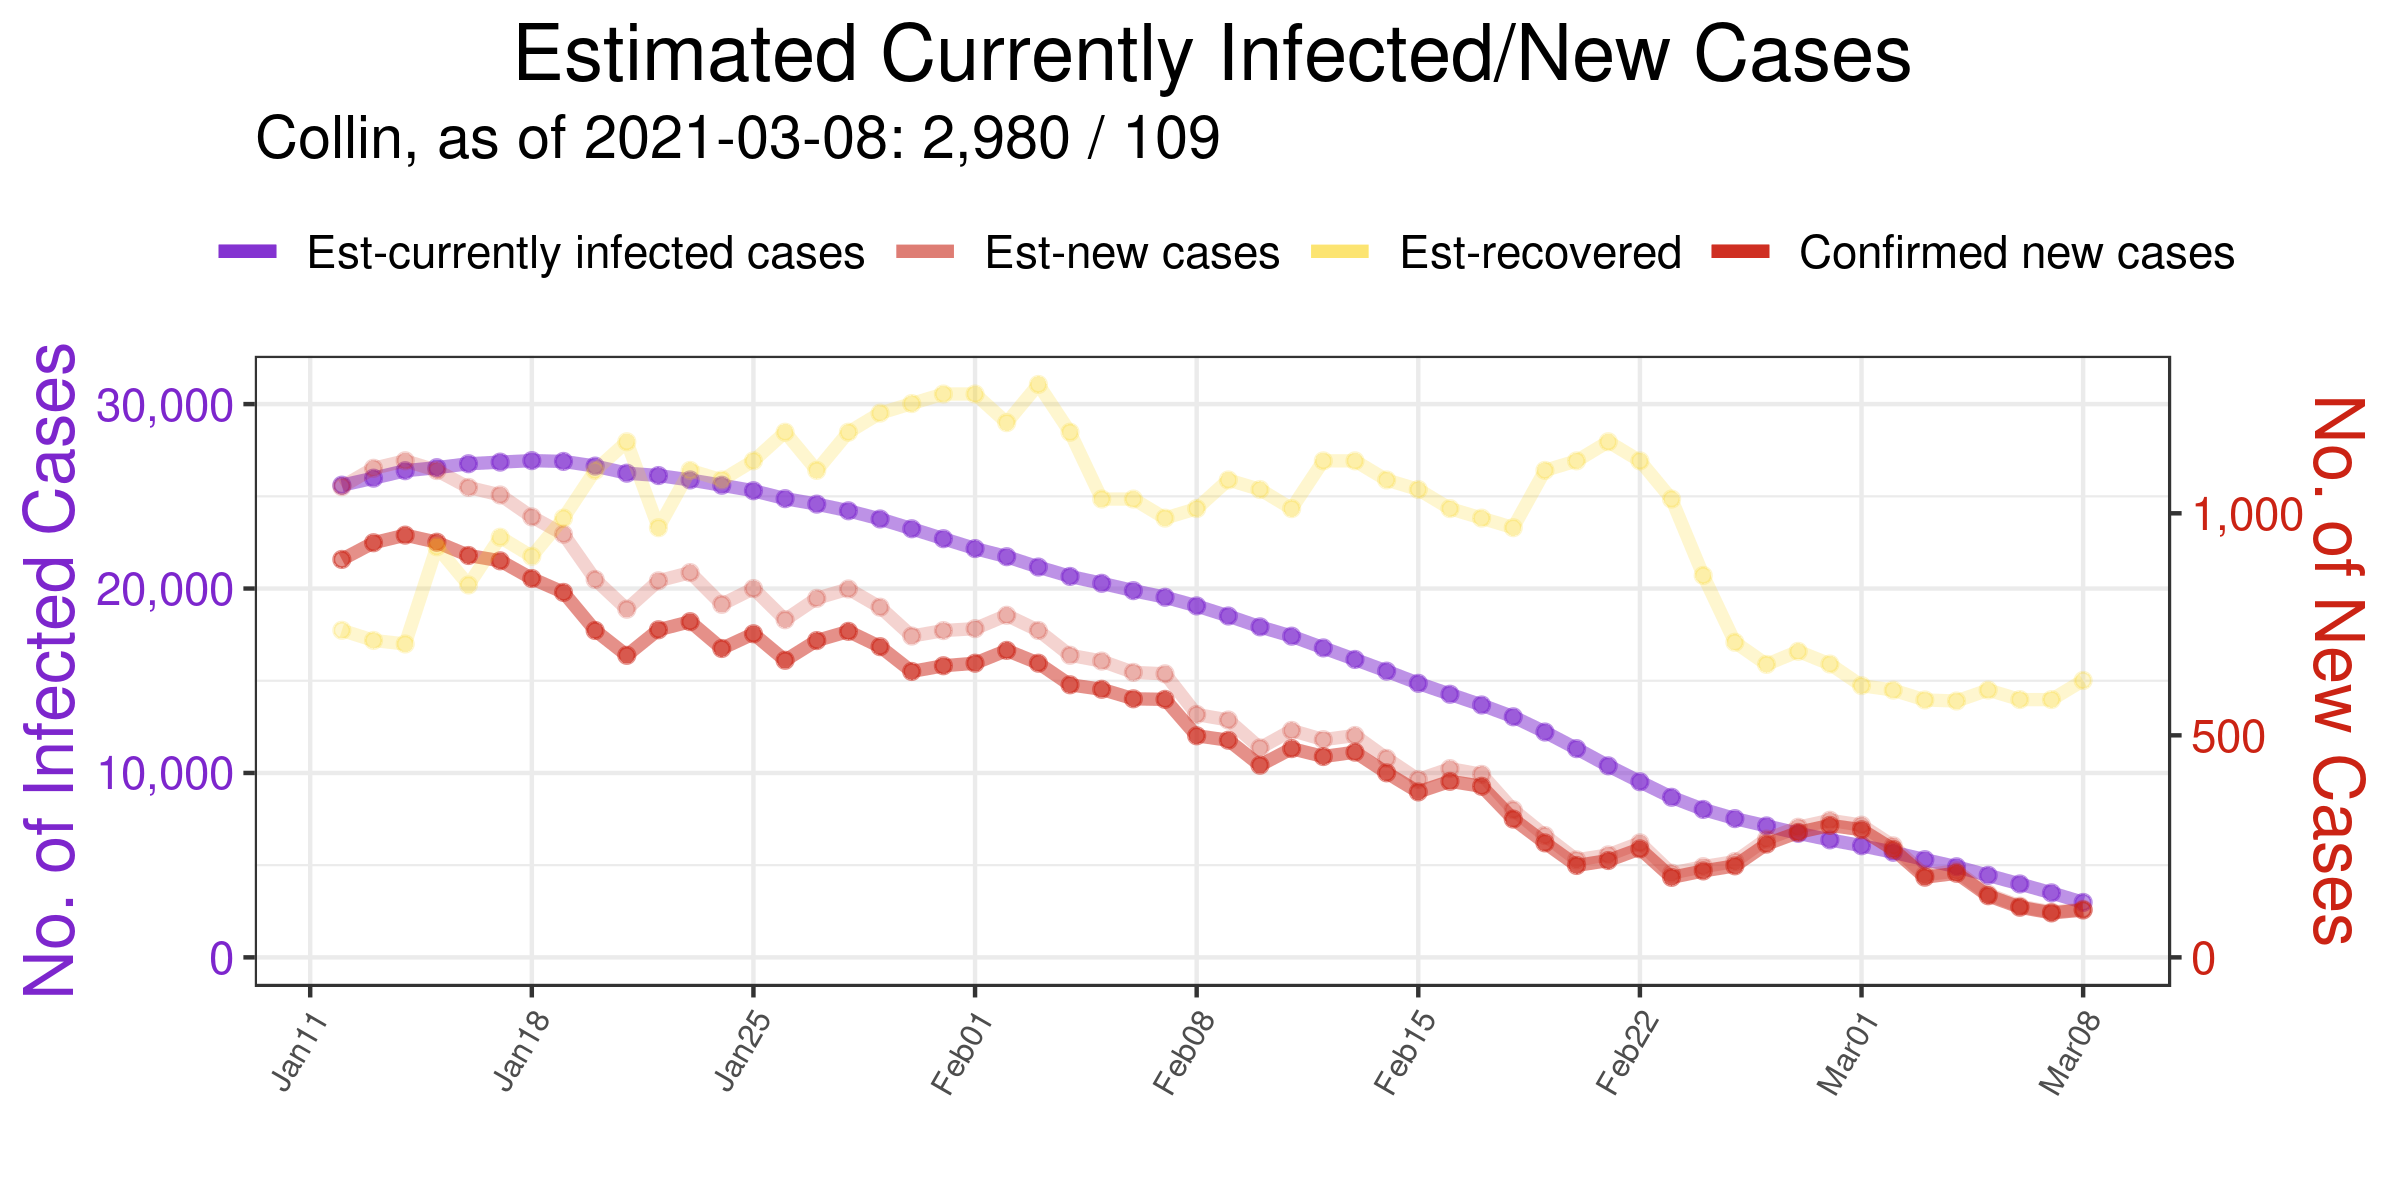 Estimated Currently Infected/New Cases
Collin, as of 2021-03-08: 2,980 / 109
Est-currently infected cases
Est-new cases
Est-recovered
Confirmed new cases
No. of Infected Cases
30,000
20,000
10,000
0
1,000
500
0
No. of New Cases
Jan11
Jan18
Jan25
Feb01
Feb08
Feb15
Feb22
Mar01
Mar08